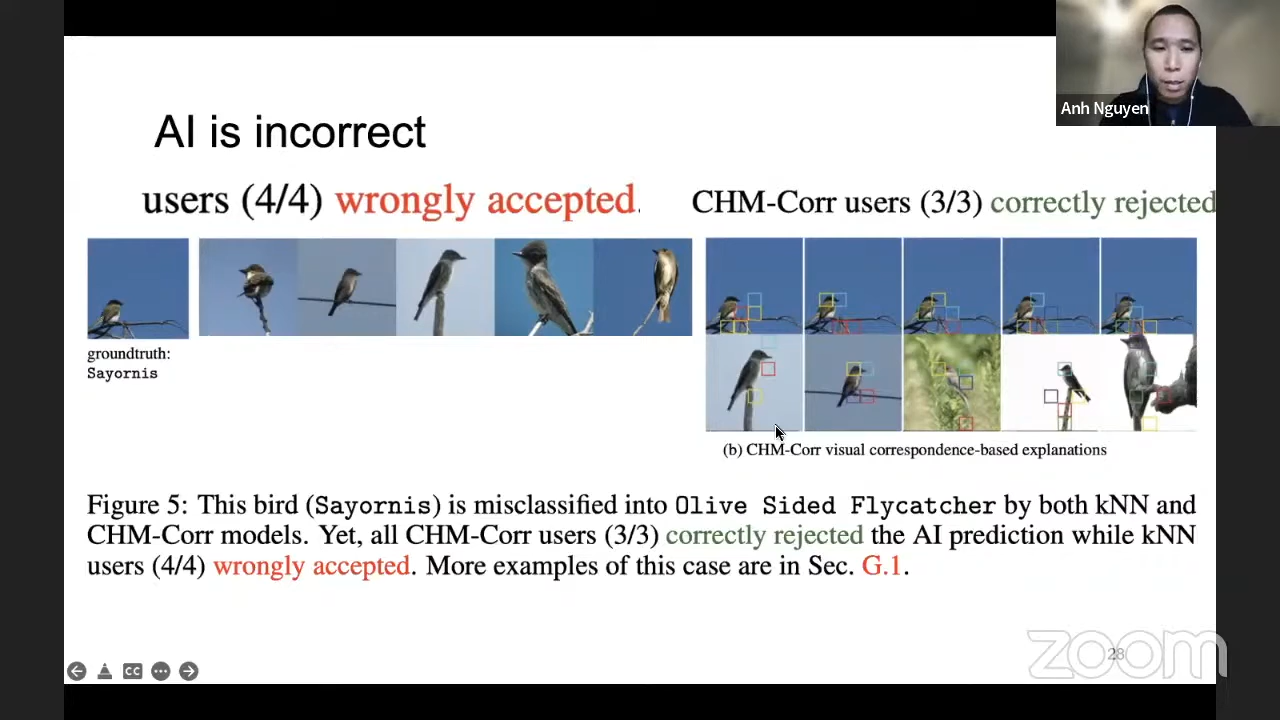 Anh Nguyen
AI is incorrect
users (4/4) wrongly accepted.
CHM-Corr users (3/3) correctly rejected
groundtruth:
Sayornis
(b) CHM-Corr visual correspondence-based explanations
Figure 5: This bird (Sayornis) is misclassified into Olive Sided Flycatcher by both kNN and
CHM-Corr models. Yet, all CHM-Corr users (3/3) correctly rejected the AI prediction while kNN
users (4/4) wrongly accepted. More examples of this case are in Sec. G.1.
CC
28
zoom